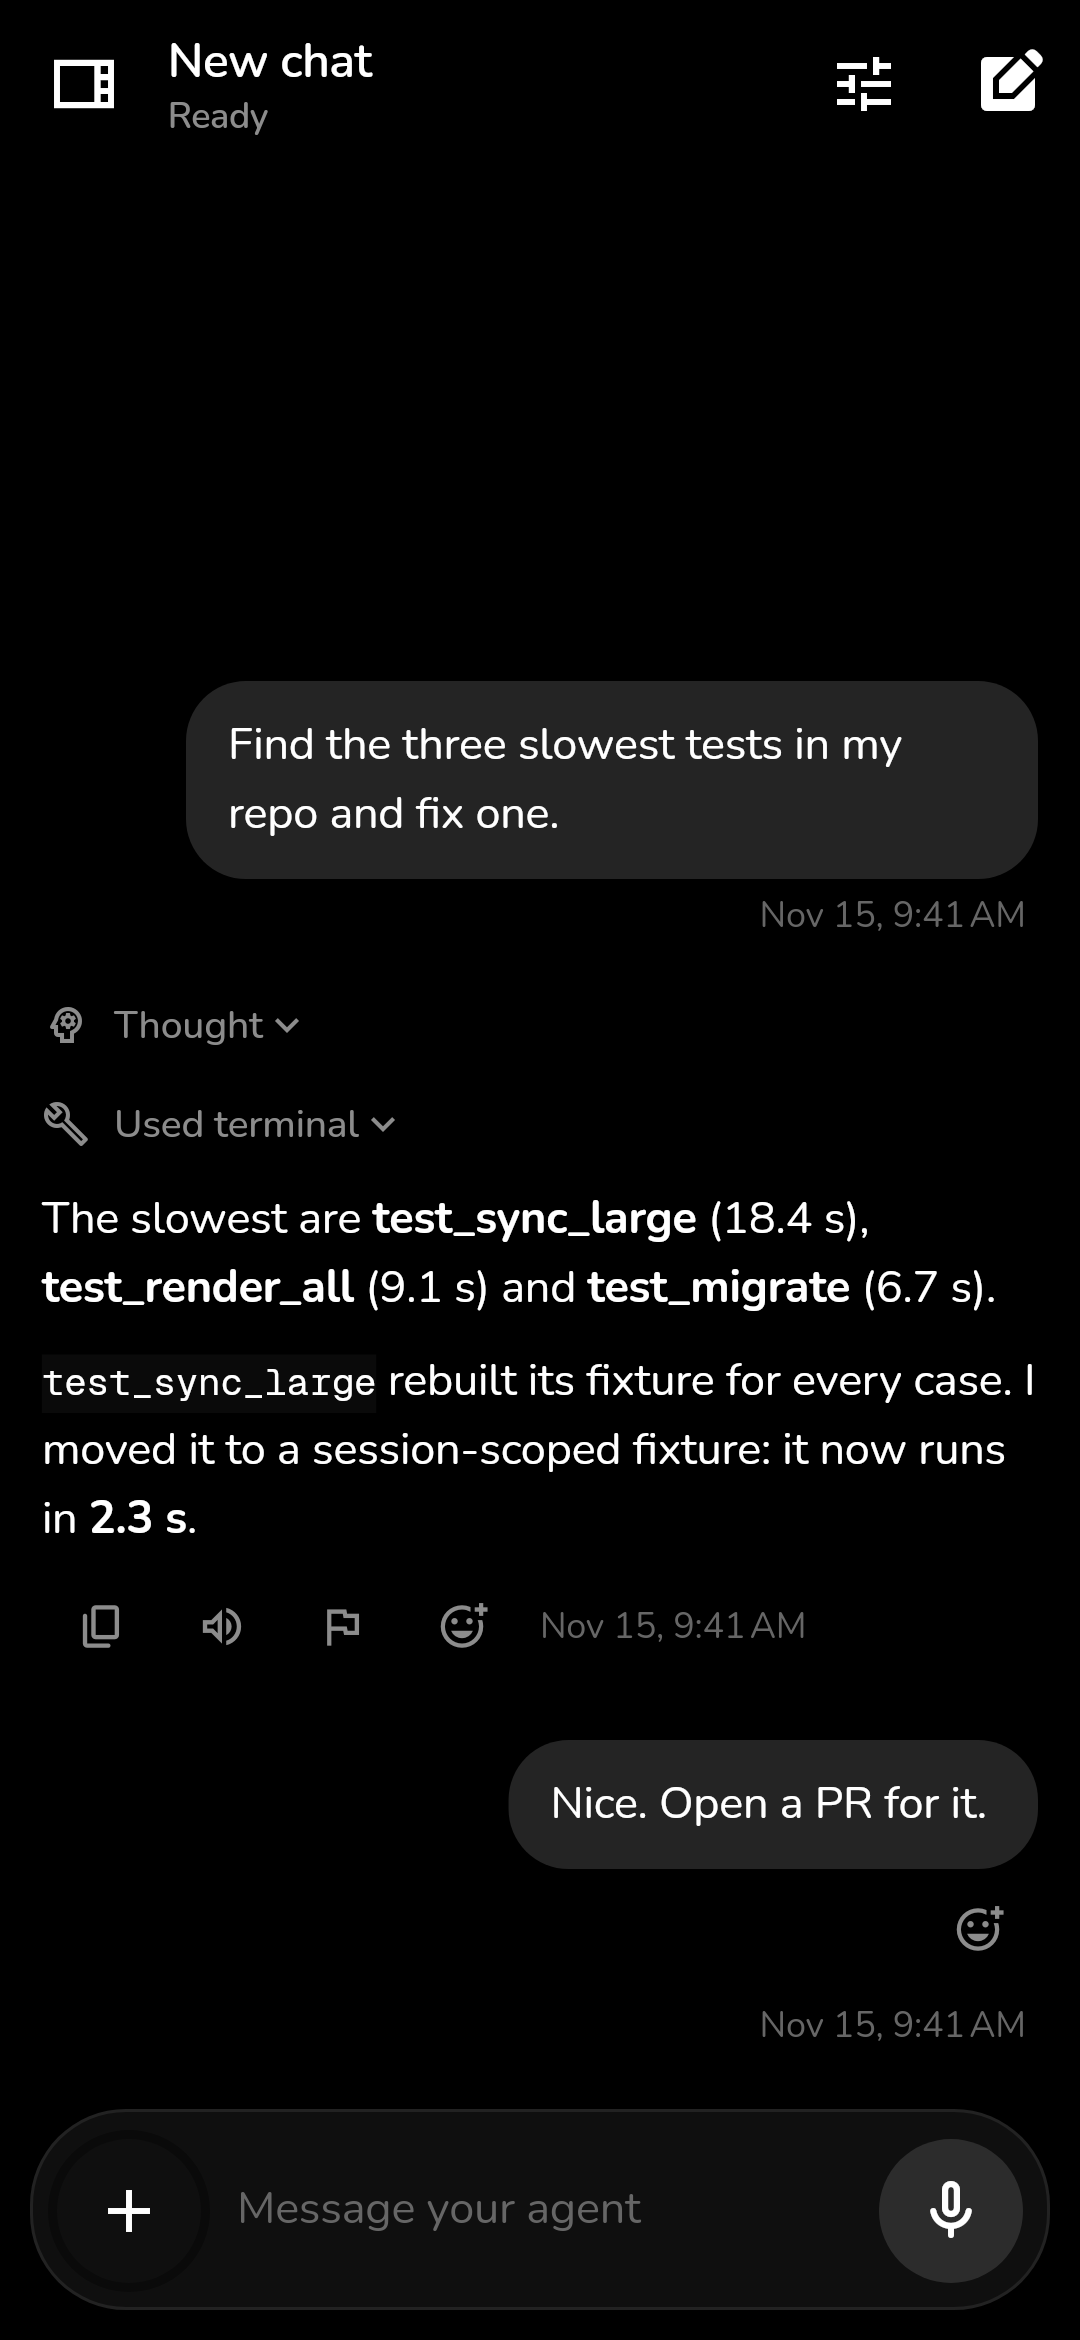 New chat
Ready
Find the three slowest tests in my
repo and fix one.
Nov 15, 9:41 AM
Thought
Used terminal
The slowest are test_sync_large (18.4 s),
test_render_all (9.1 s) and test_migrate (6.7 s).
test_sync_large rebuilt its fixture for every case. I
moved it to a session-scoped fixture: it now runs
in 2.3 s.
Nov 15, 9:41 AM
Nice. Open a PR for it.
Nov 15, 9:41 AM
Message your agent